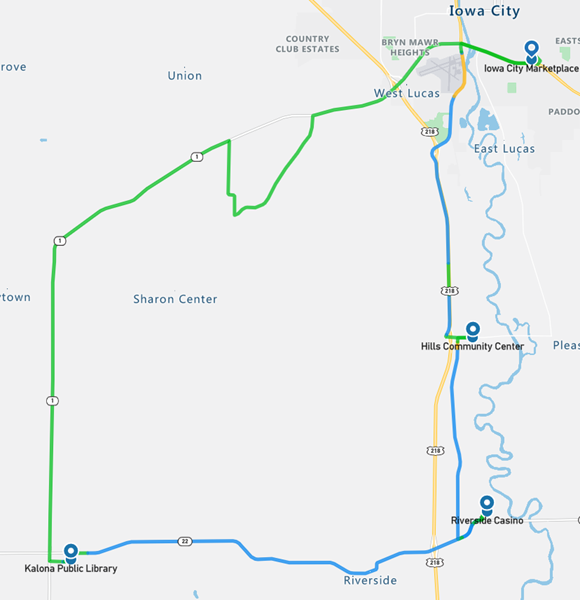 Iowa City
COUNTRY
CLUB ESTATES
BRYN MAWR
HEIGHTS
EASTS
Iowa City Marketplace
rove
Union
West Lucas
PADDO
218
East Lucas
1
1
ytown
Sharon Center
218
Hills Community Center
Pleas
1
218
Riverside Casino
22
Kalona Public Library
Riverside
218